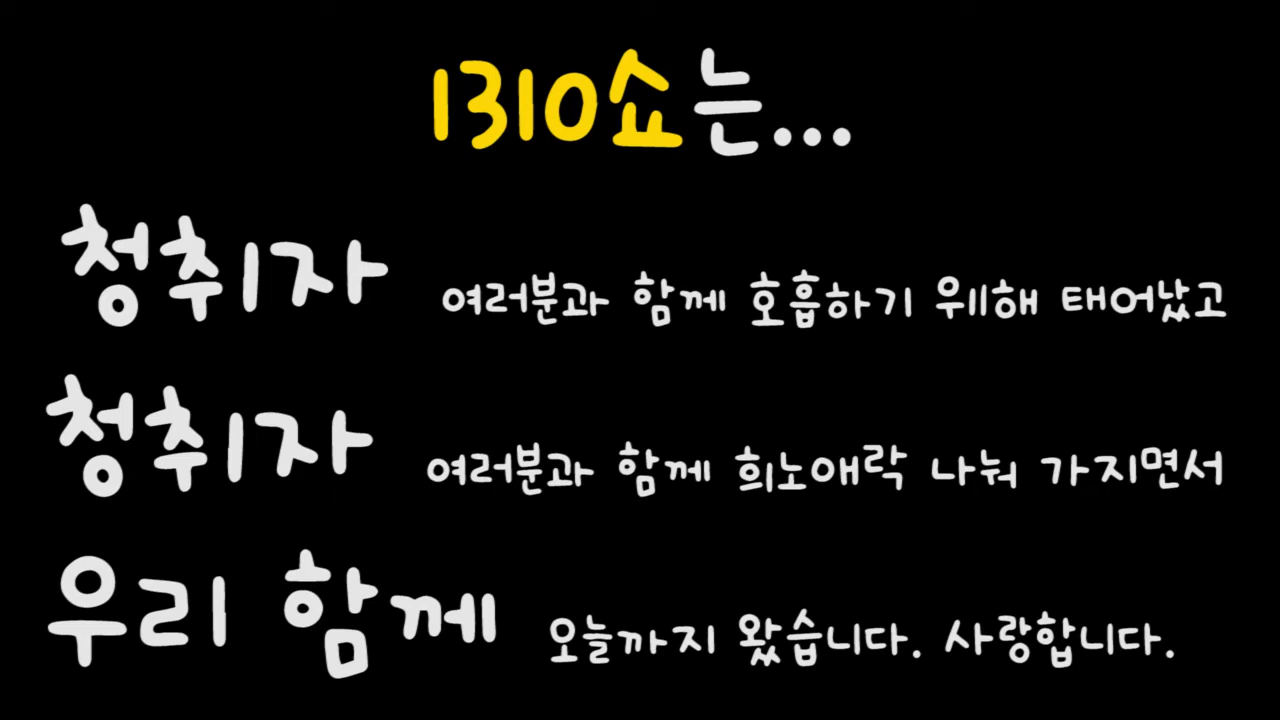 1310쇼는...
청취자 여러분과 함께 호흡하기 위해 태어났고
청취자 여러분과 함께 희노애락 나눠 가지면서
우리 함께 오늘까지 왔습니다. 사랑합니다.